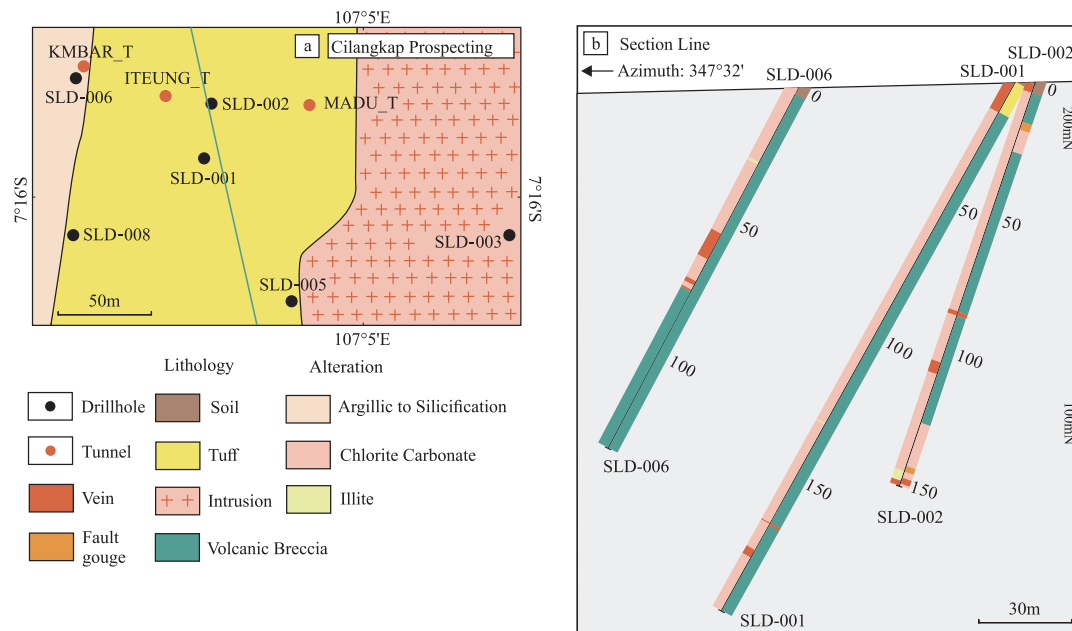 107°5'E
a Cilangkap Prospecting
KMBAR_T
ITEUNG_T
SLD-006
SLD-002
MADU_T
SLD-001
7°16'S
7°16'S
SLD-008
SLD-003
SLD-005
50m
107°5'E
Lithology
Alteration
Drillhole
Soil
Argillic to Silicification
Tunnel
Tuff
Chlorite Carbonate
Vein
Intrusion
Illite
Fault
gouge
Volcanic Breccia
b Section Line
Azimuth: 347°32'
SLD-006
SLD-001
SLD-002
0
0
200mN
50
50
50
100
100
100
100mN
SLD-006
150
150
SLD-002
SLD-001
30m